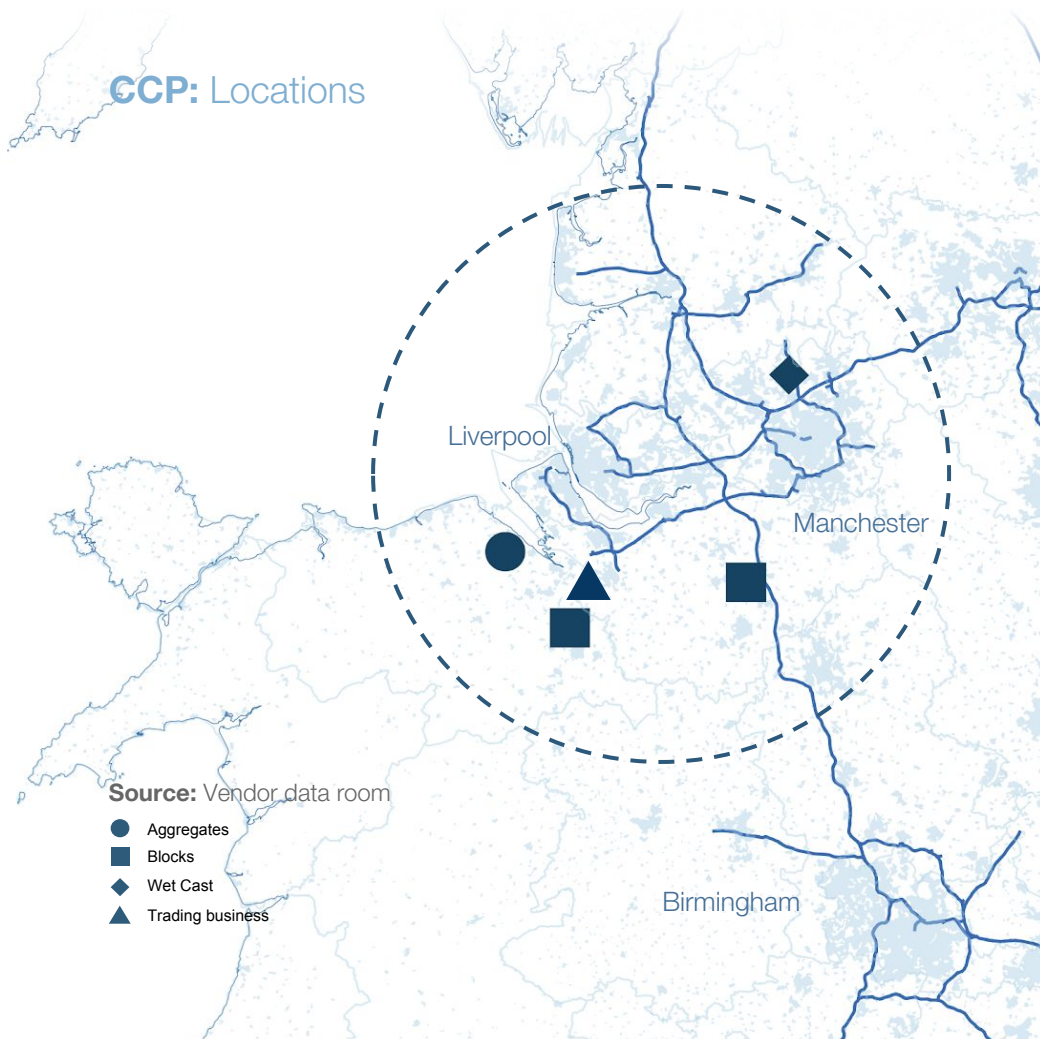 CCP: Locations
Liverpool
Manchester
Source: Vendor data room
Aggregates
Blocks
Wet Cast
Trading business
Birmingham